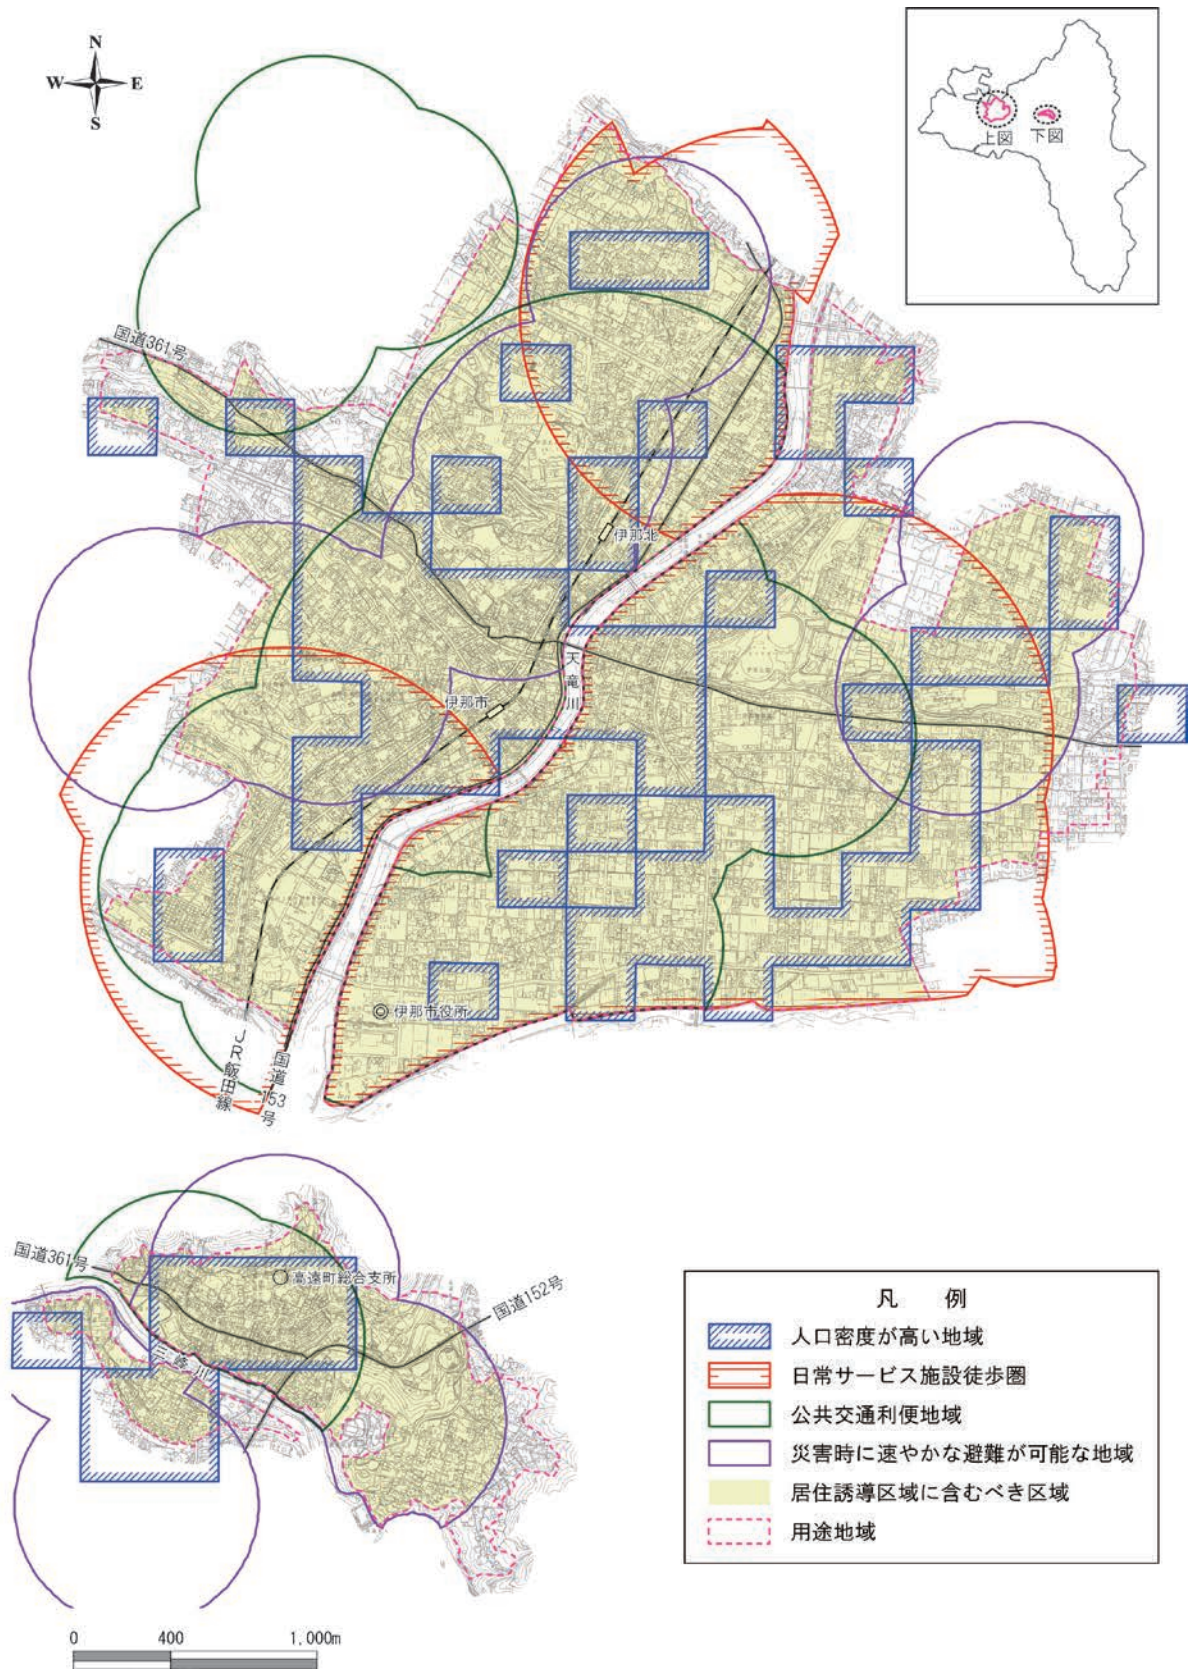 N
W E
S
上図 下図
国道361号
伊那北
天竜川
伊那市
伊那市役所
JR飯田線
国道153号
国道361号
高遠町総合支所
国道152号
三峰川
凡 例
人口密度が高い地域
日常サービス施設徒歩圏
公共交通利便地域
災害時に速やかな避難が可能な地域
居住誘導区域に含むべき区域
用途地域
0 400 1,000m